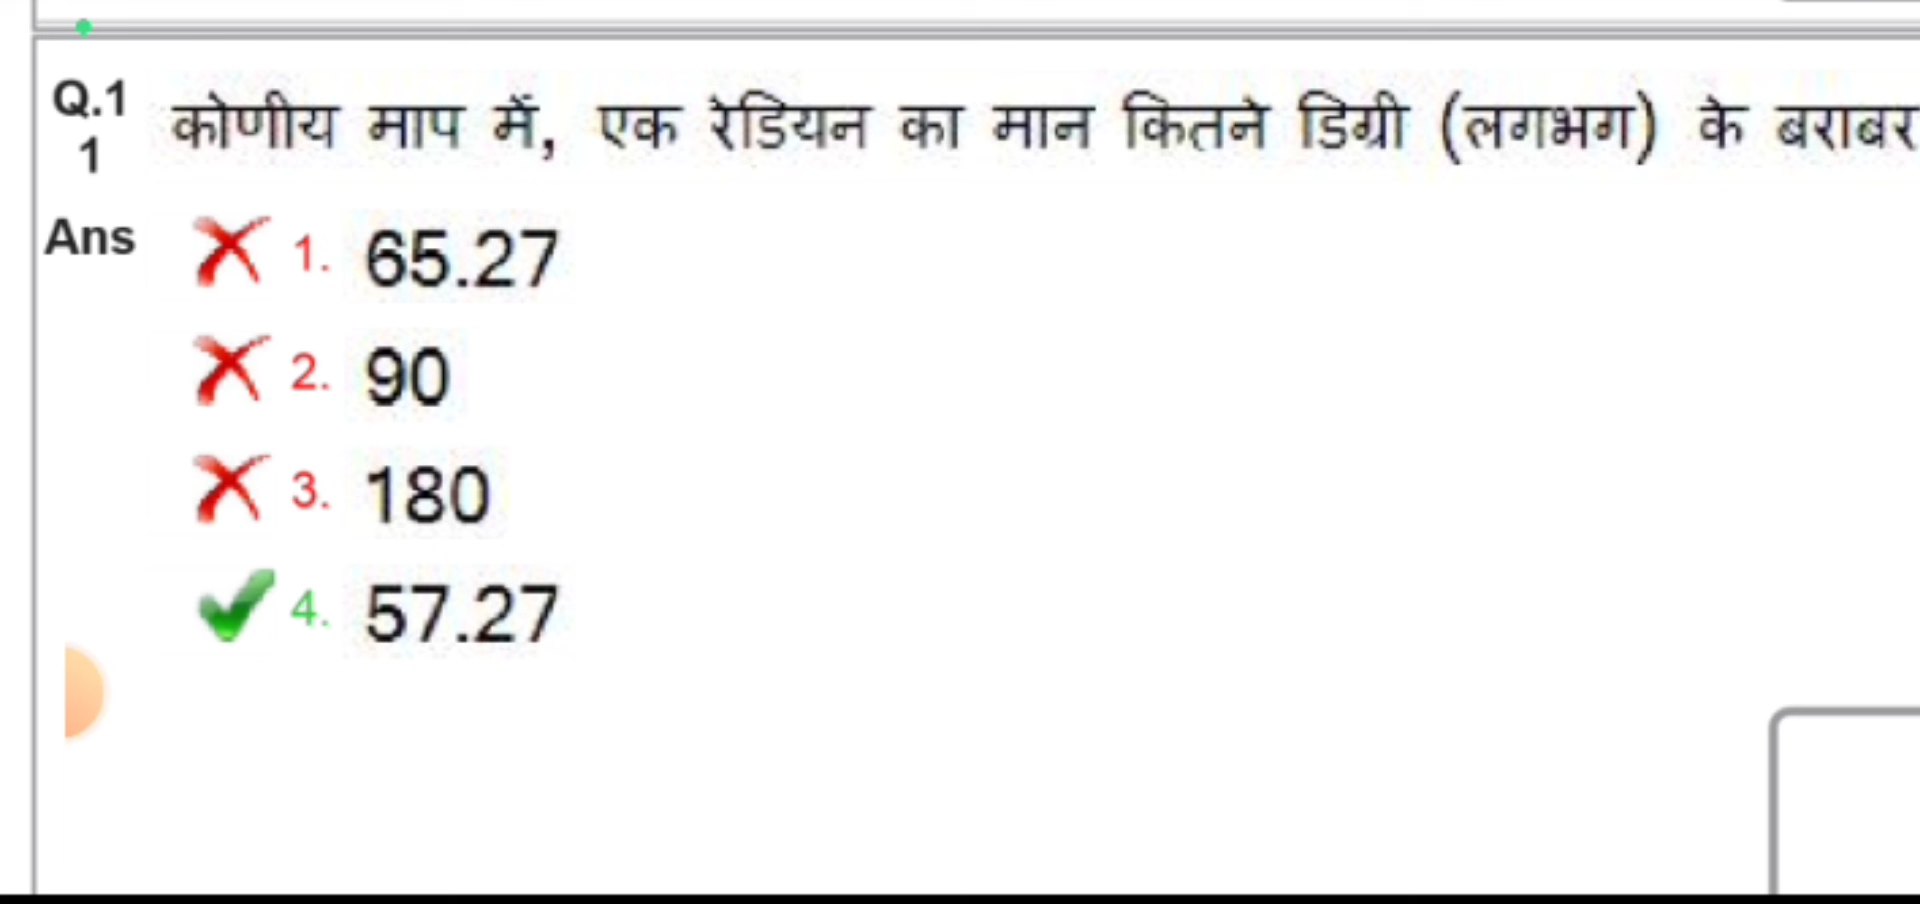 Q.1
1
कोणीय माप में, एक रेडियन का मान कितने डिग्री (लगभग) के बराबर
Ans
1. 65.27
2. 90
3. 180
4. 57.27